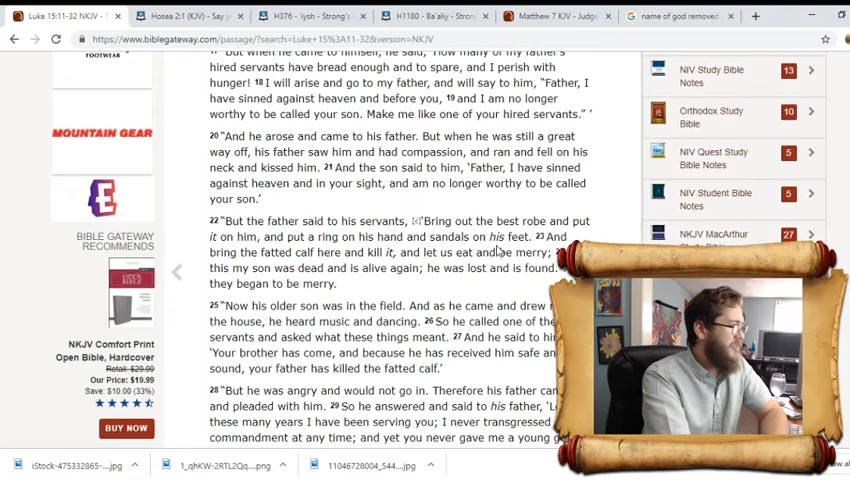 Luke 15:11-32 NKJV -
Hosea 2:1 (KJV) - Say y
H376 - 'iysh - Strong's
H1180 - Ba'aliy - Strong
Matthew 7 KJV - Judge
name of god removed
https://www.biblegateway.com/passage/?search=Luke+15%3A11-32&version=NKJV
FOOTWEAR
MOUNTAIN GEAR
E
BIBLE GATEWAY
RECOMMENDS
OPEN
BIBLE
NKJV Comfort Print
Open Bible, Hardcover
Retail: $29.99
Our Price: $19.99
Save: $10.00 (33%)
BUY NOW
17 "But when he came to himself, he said, 'How many of my father's
hired servants have bread enough and to spare, and I perish with
hunger! 18 I will arise and go to my father, and will say to him, "Father, I
have sinned against heaven and before you, 19 and I am no longer
worthy to be called your son. Make me like one of your hired servants." '
20 "And he arose and came to his father. But when he was still a great
way off, his father saw him and had compassion, and ran and fell on his
neck and kissed him. 21 And the son said to him, 'Father, I have sinned
against heaven and in your sight, and am no longer worthy to be called
your son.'
22 "But the father said to his servants, [c]'Bring out the best robe and put
it on him, and put a ring on his hand and sandals on his feet. 23 And
bring the fatted calf here and kill it, and let us eat and be merry;
this my son was dead and is alive again; he was lost and is found.
they began to be merry.
25 "Now his older son was in the field. And as he came and drew
the house, he heard music and dancing. 26 So he called one of the
servants and asked what these things meant. 27 And he said to hi
'Your brother has come, and because he has received him safe an
sound, your father has killed the fatted calf.'
28 "But he was angry and would not go in. Therefore his father ca
and pleaded with him. 29 So he answered and said to his father, 'L
these many years I have been serving you; I never transgressed
commandment at any time; and yet you never gave me a young g
NIV Study Bible
Notes
13
Orthodox Study
Bible
10
NIV Quest Study
Bible Notes
5
NIV Student Bible
Notes
5
NKJV MacArthur
27
iStock-475332865-....jpg
1_qhKW-2RTL2Qq....png
11046728004_544....jpg
ow al